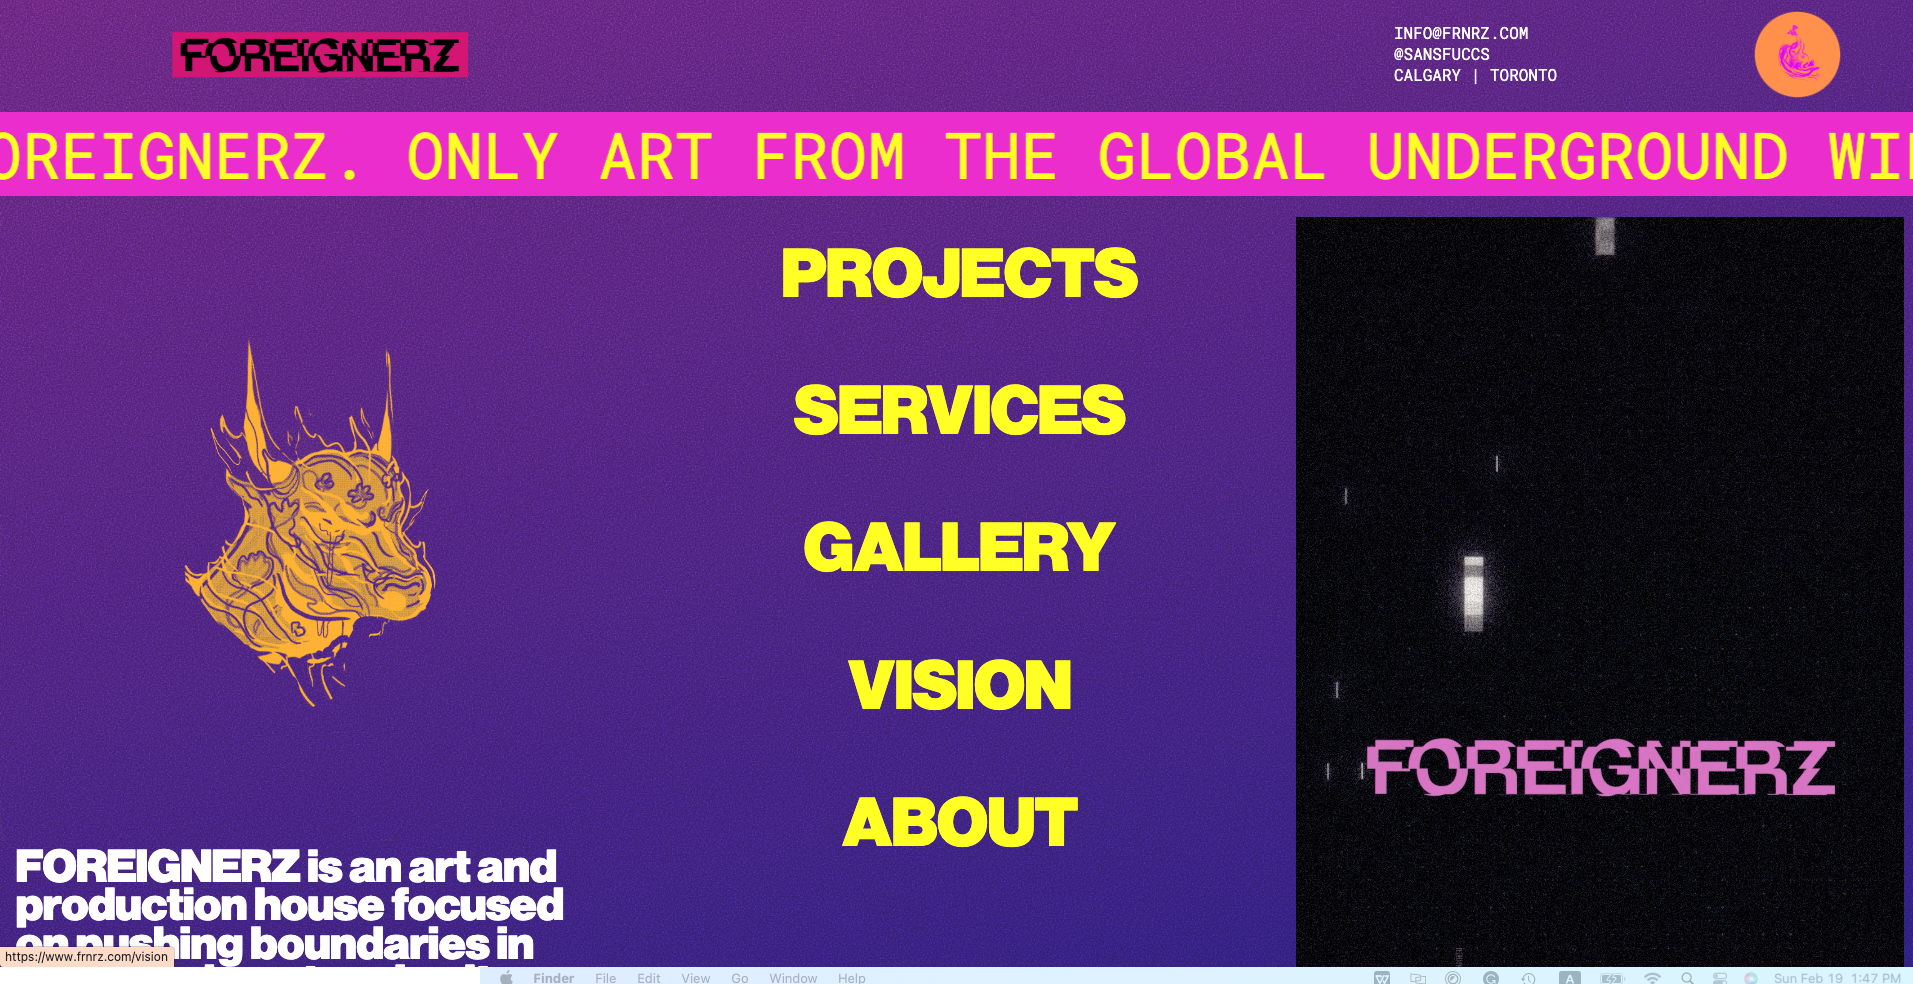 FOREIGNERZ
INFO@FRNRZ.COM
@SANSFUCCS
CALGARY | TORONTO
OREIGNERZ. ONLY ART FROM THE GLOBAL UNDERGROUND
PROJECTS
SERVICES
GALLERY
VISION
ABOUT
FOREIGNERZ
FOREIGNERZ is an art and
production house focused
on pushing boundaries in
https://www.frnrz.com/vision
Finder File Edit View Go Window Help
A
Sun Feb 19 1:47 PM